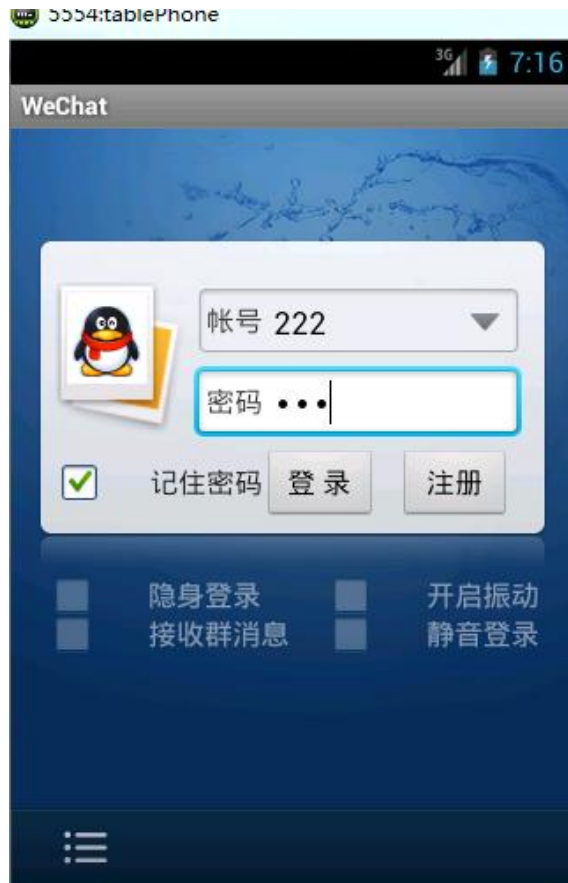 5554:tablePhone
3G 7:16
WeChat
帐号 222
密码 •••
记住密码 登 录 注册
隐身登录 开启振动
接收群消息 静音登录